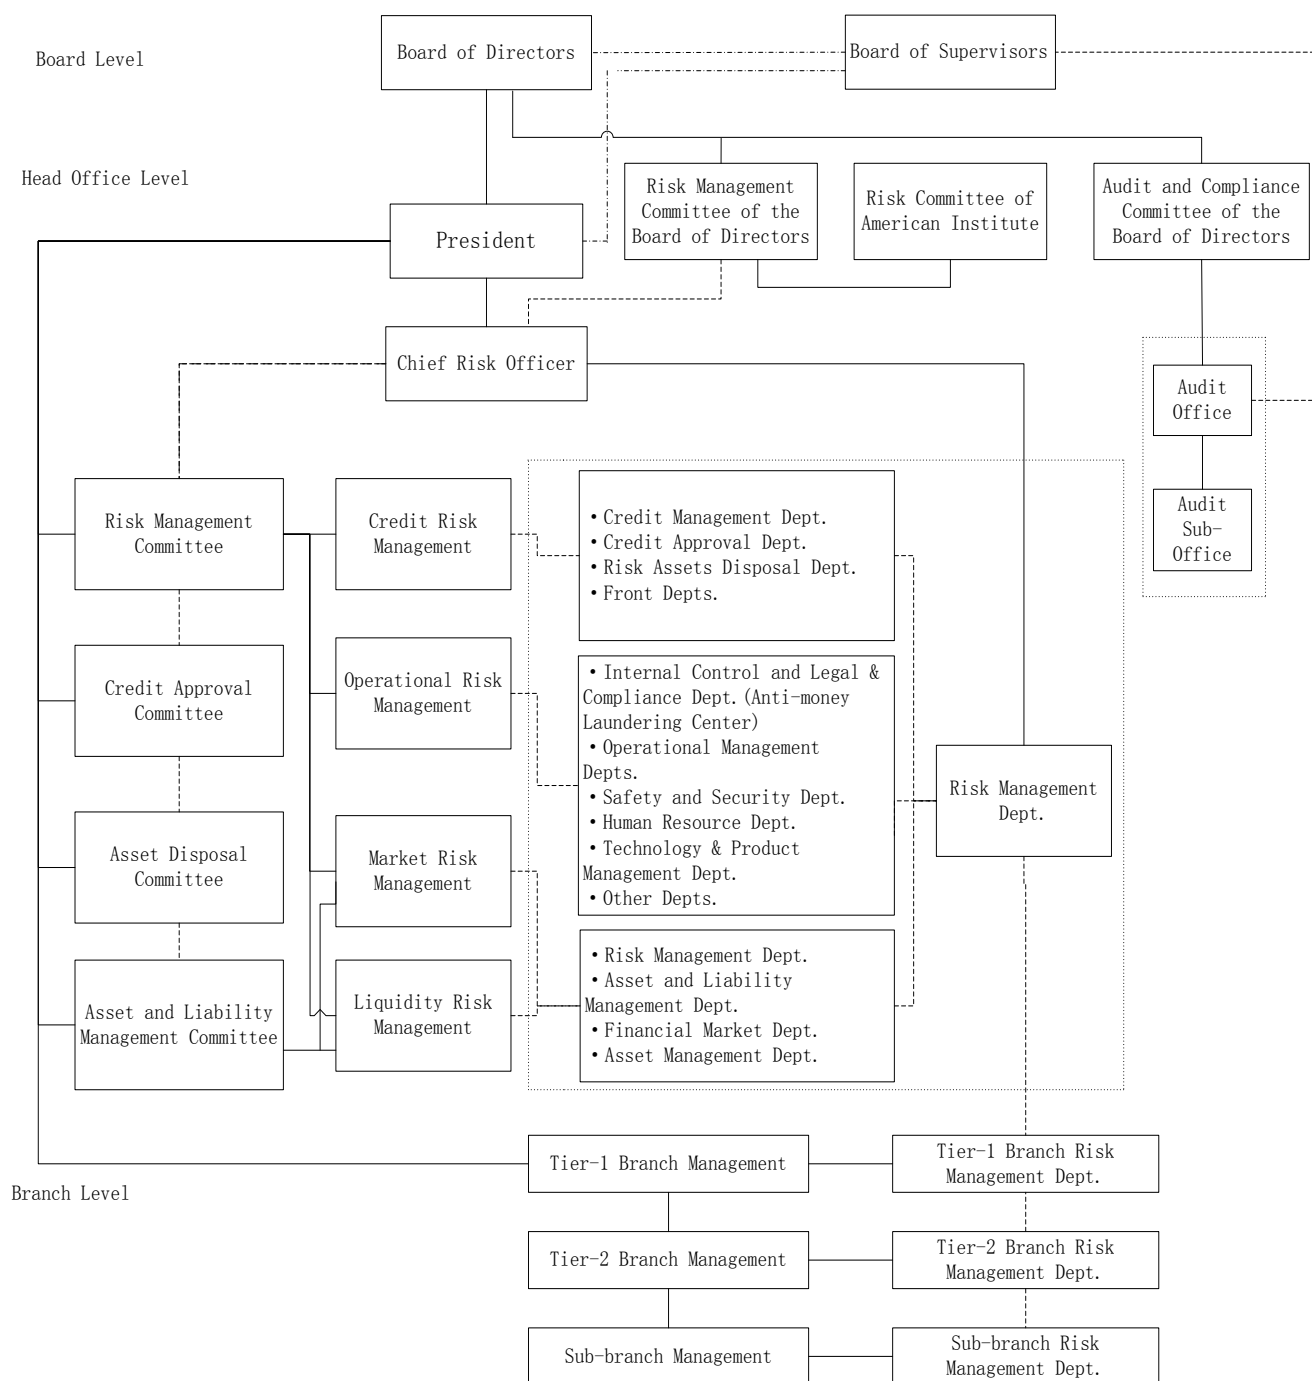 Board of Directors
Board of Supervisors
Board Level
Head Office Level
Risk Management
Committee of the
Board of Directors
Risk Committee of
American Institute
Audit and Compliance
Committee of the
Board of Directors
President
Chief Risk Officer
Audit
Office
Audit
Sub-
Office
Risk Management
Committee
Credit Risk
Management
• Credit Management Dept.
• Credit Approval Dept.
• Risk Assets Disposal Dept.
• Front Depts.
Credit Approval
Committee
Operational Risk
Management
• Internal Control and Legal &
Compliance Dept.(Anti-money
Laundering Center)
• Operational Management
Depts.
• Safety and Security Dept.
• Human Resource Dept.
• Technology & Product
Management Dept.
• Other Depts.
Risk Management
Dept.
Asset Disposal
Committee
Market Risk
Management
Asset and Liability
Management Committee
Liquidity Risk
Management
• Risk Management Dept.
• Asset and Liability
Management Dept.
• Financial Market Dept.
• Asset Management Dept.
Tier-1 Branch Management
Tier-1 Branch Risk
Management Dept.
Branch Level
Tier-2 Branch Management
Tier-2 Branch Risk
Management Dept.
Sub-branch Management
Sub-branch Risk
Management Dept.